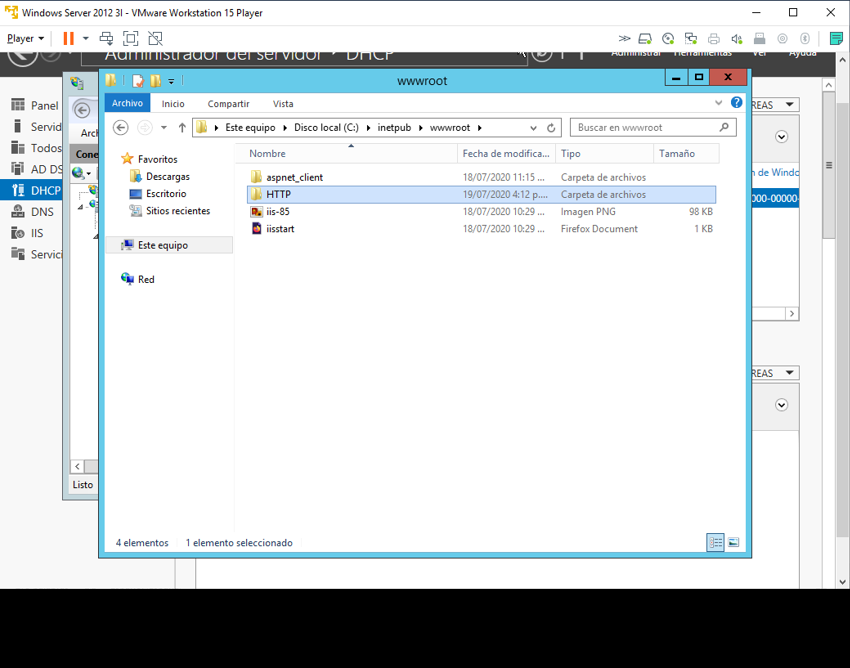 Windows Server 2012 3I - VMware Workstation 15 Player
Player
Administrador del servidor DHCP
Administrar Herramientas Ver Ayuda
wwwroot
Archivo Inicio Compartir Vista
Este equipo Disco local (C:) inetpub wwwroot
Buscar en wwwroot
Nombre Fecha de modifica... Tipo Tamaño
aspnet_client 18/07/2020 11:15 ... Carpeta de archivos
HTTP 19/07/2020 4:12 p.... Carpeta de archivos
iis-85 18/07/2020 10:29 ... Imagen PNG 98 KB
iisstart 18/07/2020 10:29 ... Firefox Document 1 KB
Favoritos
Descargas
Escritorio
Sitios recientes
Este equipo
Red
4 elementos 1 elemento seleccionado
Panel
Servid
Todos
AD DS
DHCP
DNS
IIS
Servici
Arch
Cone
Listo
REAS
n de Windo
000-00000-
REAS